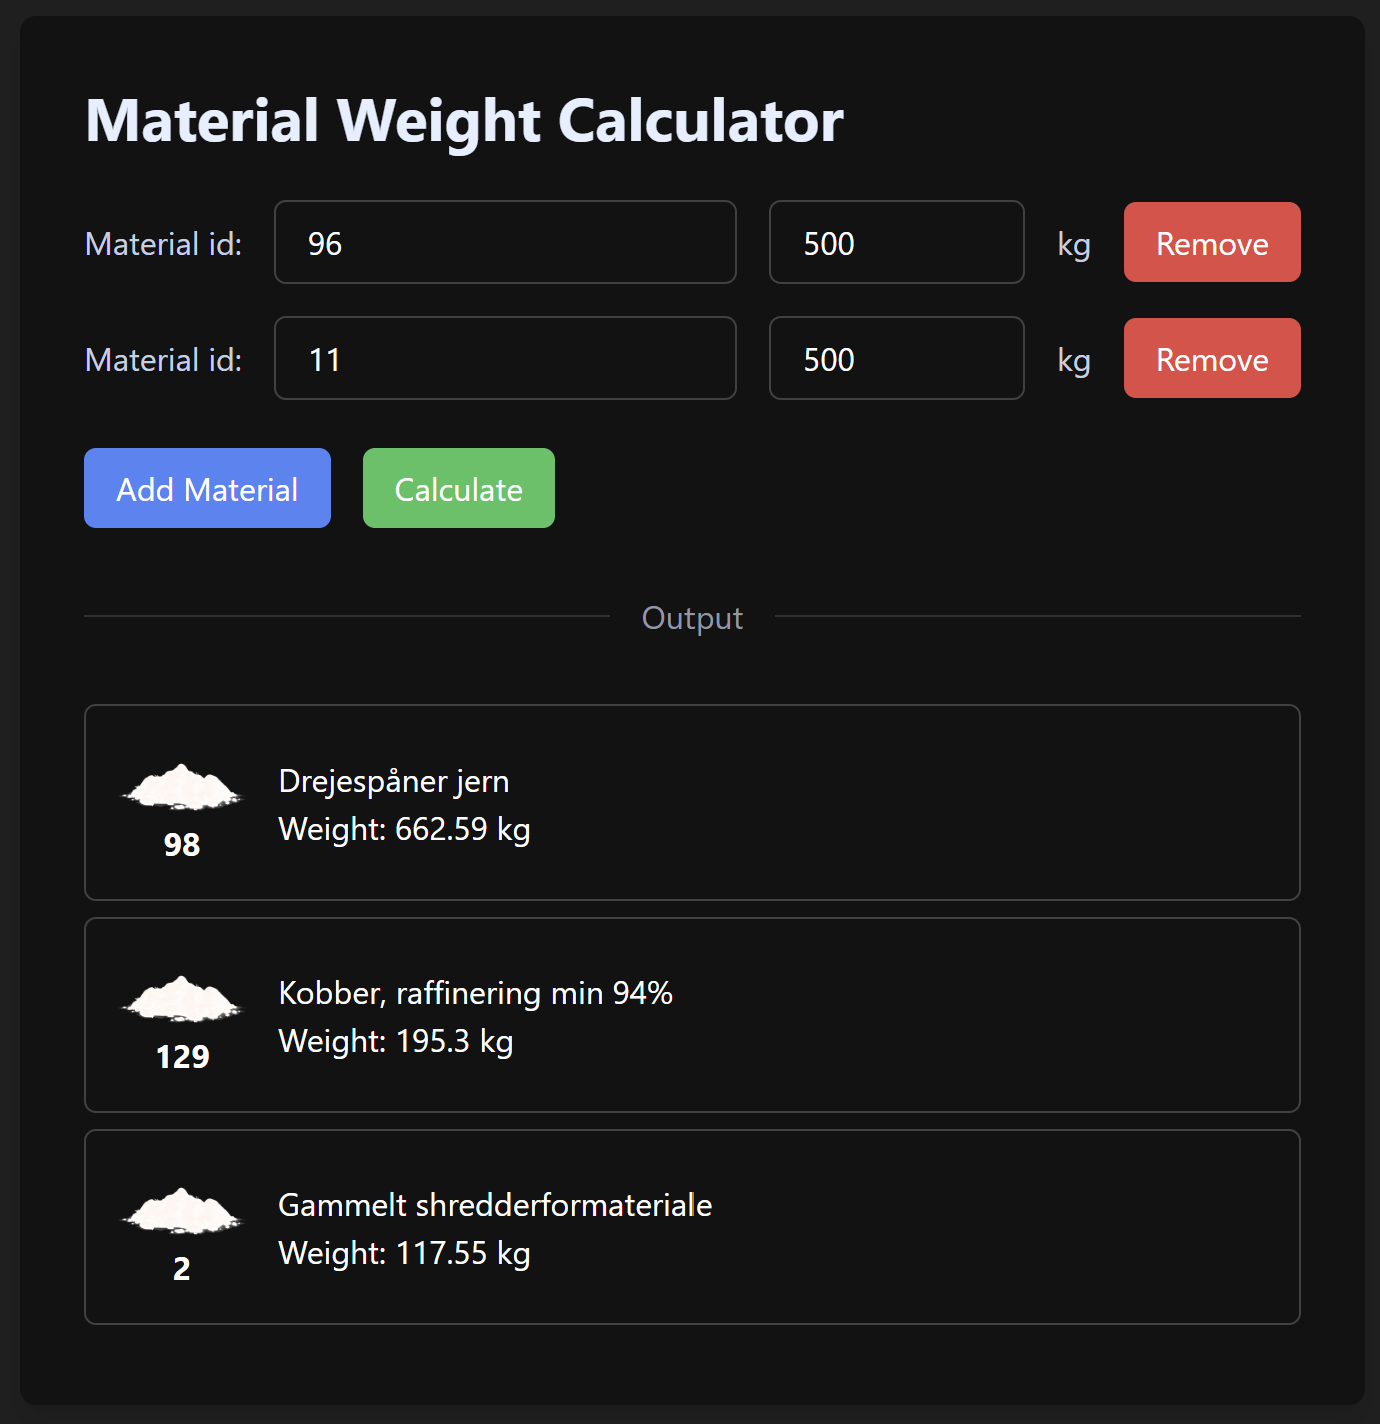 Material Weight Calculator
Material id: 96 500 kg Remove
Material id: 11 500 kg Remove
Add Material Calculate
Output
Drejespåner jern
Weight: 662.59 kg
98
Kobber, raffinering min 94%
Weight: 195.3 kg
129
Gammelt shredderformateriale
Weight: 117.55 kg
2